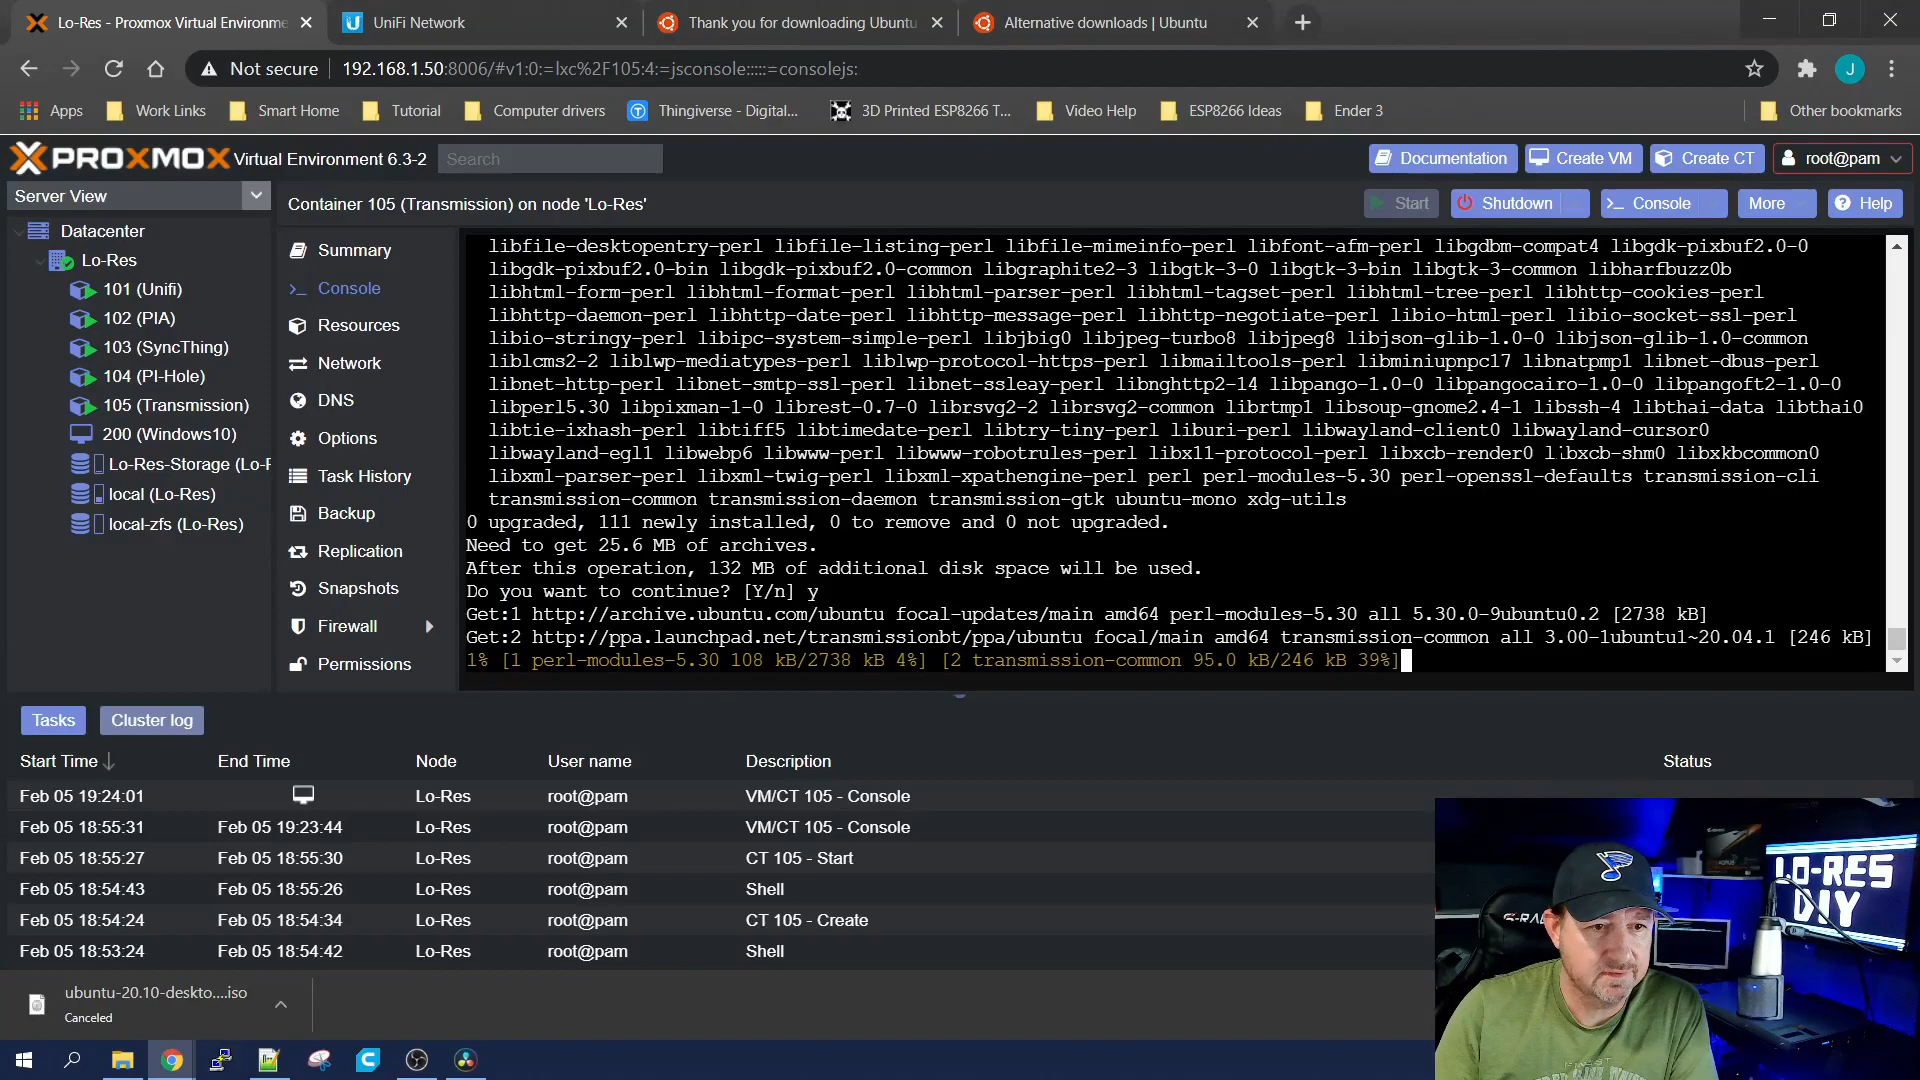 Lo-Res - Proxmox Virtual Environme
UniFi Network
Thank you for downloading Ubuntu
Alternative downloads | Ubuntu
Not secure
192.168.1.50:8006/#v1:0:=lxc%2F105:4:=jsconsole:::::=consolejs:
J
Apps
Work Links
Smart Home
Tutorial
Computer drivers
Thingiverse - Digital...
3D Printed ESP8266 T...
Video Help
ESP8266 Ideas
Ender 3
Other bookmarks
PROXMOX
Virtual Environment 6.3-2
Search
Documentation
Create VM
Create CT
root@pam
Server View
Container 105 (Transmission) on node 'Lo-Res'
Start
Shutdown
Console
More
Help
Datacenter
Lo-Res
101 (Unifi)
102 (PIA)
103 (SyncThing)
104 (PI-Hole)
105 (Transmission)
200 (Windows10)
Lo-Res-Storage (Lo-R
local (Lo-Res)
local-zfs (Lo-Res)
Summary
Console
Resources
Network
DNS
Options
Task History
Backup
Replication
Snapshots
Firewall
Permissions
libfile-desktopentry-perl libfile-listing-perl libfile-mimeinfo-perl libfont-afm-perl libgdbm-compat4 libgdk-pixbuf2.0-0
libgdk-pixbuf2.0-bin libgdk-pixbuf2.0-common libgraphite2-3 libgtk-3-0 libgtk-3-bin libgtk-3-common libharfbuzz0b
libhtml-form-perl libhtml-format-perl libhtml-parser-perl libhtml-tagset-perl libhtml-tree-perl libhttp-cookies-perl
libhttp-daemon-perl libhttp-date-perl libhttp-message-perl libhttp-negotiate-perl libio-html-perl libio-socket-ssl-perl
libio-stringy-perl libipc-system-simple-perl libjbig0 libjpeg-turbo8 libjpeg8 libjson-glib-1.0-0 libjson-glib-1.0-common
liblcms2-2 liblwp-mediatypes-perl liblwp-protocol-https-perl libmailtools-perl libminiupnpc17 libnatpmp1 libnet-dbus-perl
libnet-http-perl libnet-smtp-ssl-perl libnet-ssleay-perl libnghttp2-14 libpango-1.0-0 libpangocairo-1.0-0 libpangoft2-1.0-0
libperl5.30 libpixman-1-0 librest-0.7-0 librsvg2-2 librsvg2-common librtmp1 libsoup-gnome2.4-1 libssh-4 libthai-data libthai0
libtie-ixhash-perl libtiff5 libtimedate-perl libtry-tiny-perl liburi-perl libwayland-client0 libwayland-cursor0
libwayland-egl1 libwebp6 libwww-perl libwww-robotrules-perl libx11-protocol-perl libxcb-render0 libxcb-shm0 libxkbcommon0
libxml-parser-perl libxml-twig-perl libxml-xpathengine-perl perl perl-modules-5.30 perl-openssl-defaults transmission-cli
transmission-common transmission-daemon transmission-gtk ubuntu-mono xdg-utils
0 upgraded, 111 newly installed, 0 to remove and 0 not upgraded.
Need to get 25.6 MB of archives.
After this operation, 132 MB of additional disk space will be used.
Do you want to continue? [Y/n] y
Get:1 http://archive.ubuntu.com/ubuntu focal-updates/main amd64 perl-modules-5.30 all 5.30.0-9ubuntu0.2 [2738 kB]
Get:2 http://ppa.launchpad.net/transmissionbt/ppa/ubuntu focal/main amd64 transmission-common all 3.00-1ubuntu1~20.04.1 [246 kB]
1% [1 perl-modules-5.30 108 kB/2738 kB 4%] [2 transmission-common 95.0 kB/246 kB 39%]
Tasks
Cluster log
Start Time
End Time
Node
User name
Description
Status
Feb 05 19:24:01 Lo-Res root@pam VM/CT 105 - Console
Feb 05 18:55:31 Feb 05 19:23:44 Lo-Res root@pam VM/CT 105 - Console
Feb 05 18:55:27 Feb 05 18:55:30 Lo-Res root@pam CT 105 - Start
Feb 05 18:54:43 Feb 05 18:55:26 Lo-Res root@pam Shell
Feb 05 18:54:24 Feb 05 18:54:34 Lo-Res root@pam CT 105 - Create
Feb 05 18:53:24 Feb 05 18:54:42 Lo-Res root@pam Shell
LO-RES
DIY
ubuntu-20.10-deskto....iso
Canceled